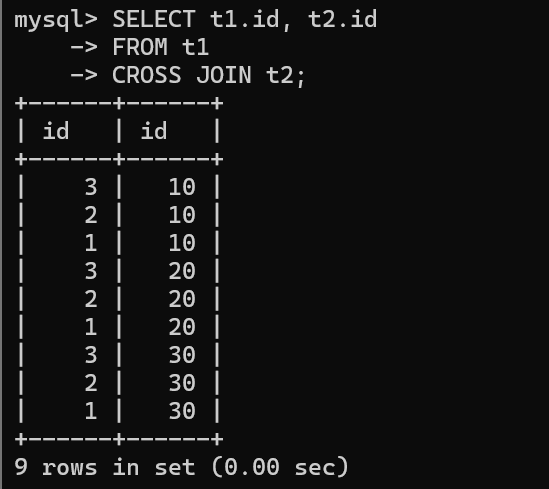 mysql> SELECT t1.id, t2.id
    -> FROM t1
    -> CROSS JOIN t2;
+------+------+
| id   | id   |
+------+------+
|    3 |   10 |
|    2 |   10 |
|    1 |   10 |
|    3 |   20 |
|    2 |   20 |
|    1 |   20 |
|    3 |   30 |
|    2 |   30 |
|    1 |   30 |
+------+------+
9 rows in set (0.00 sec)